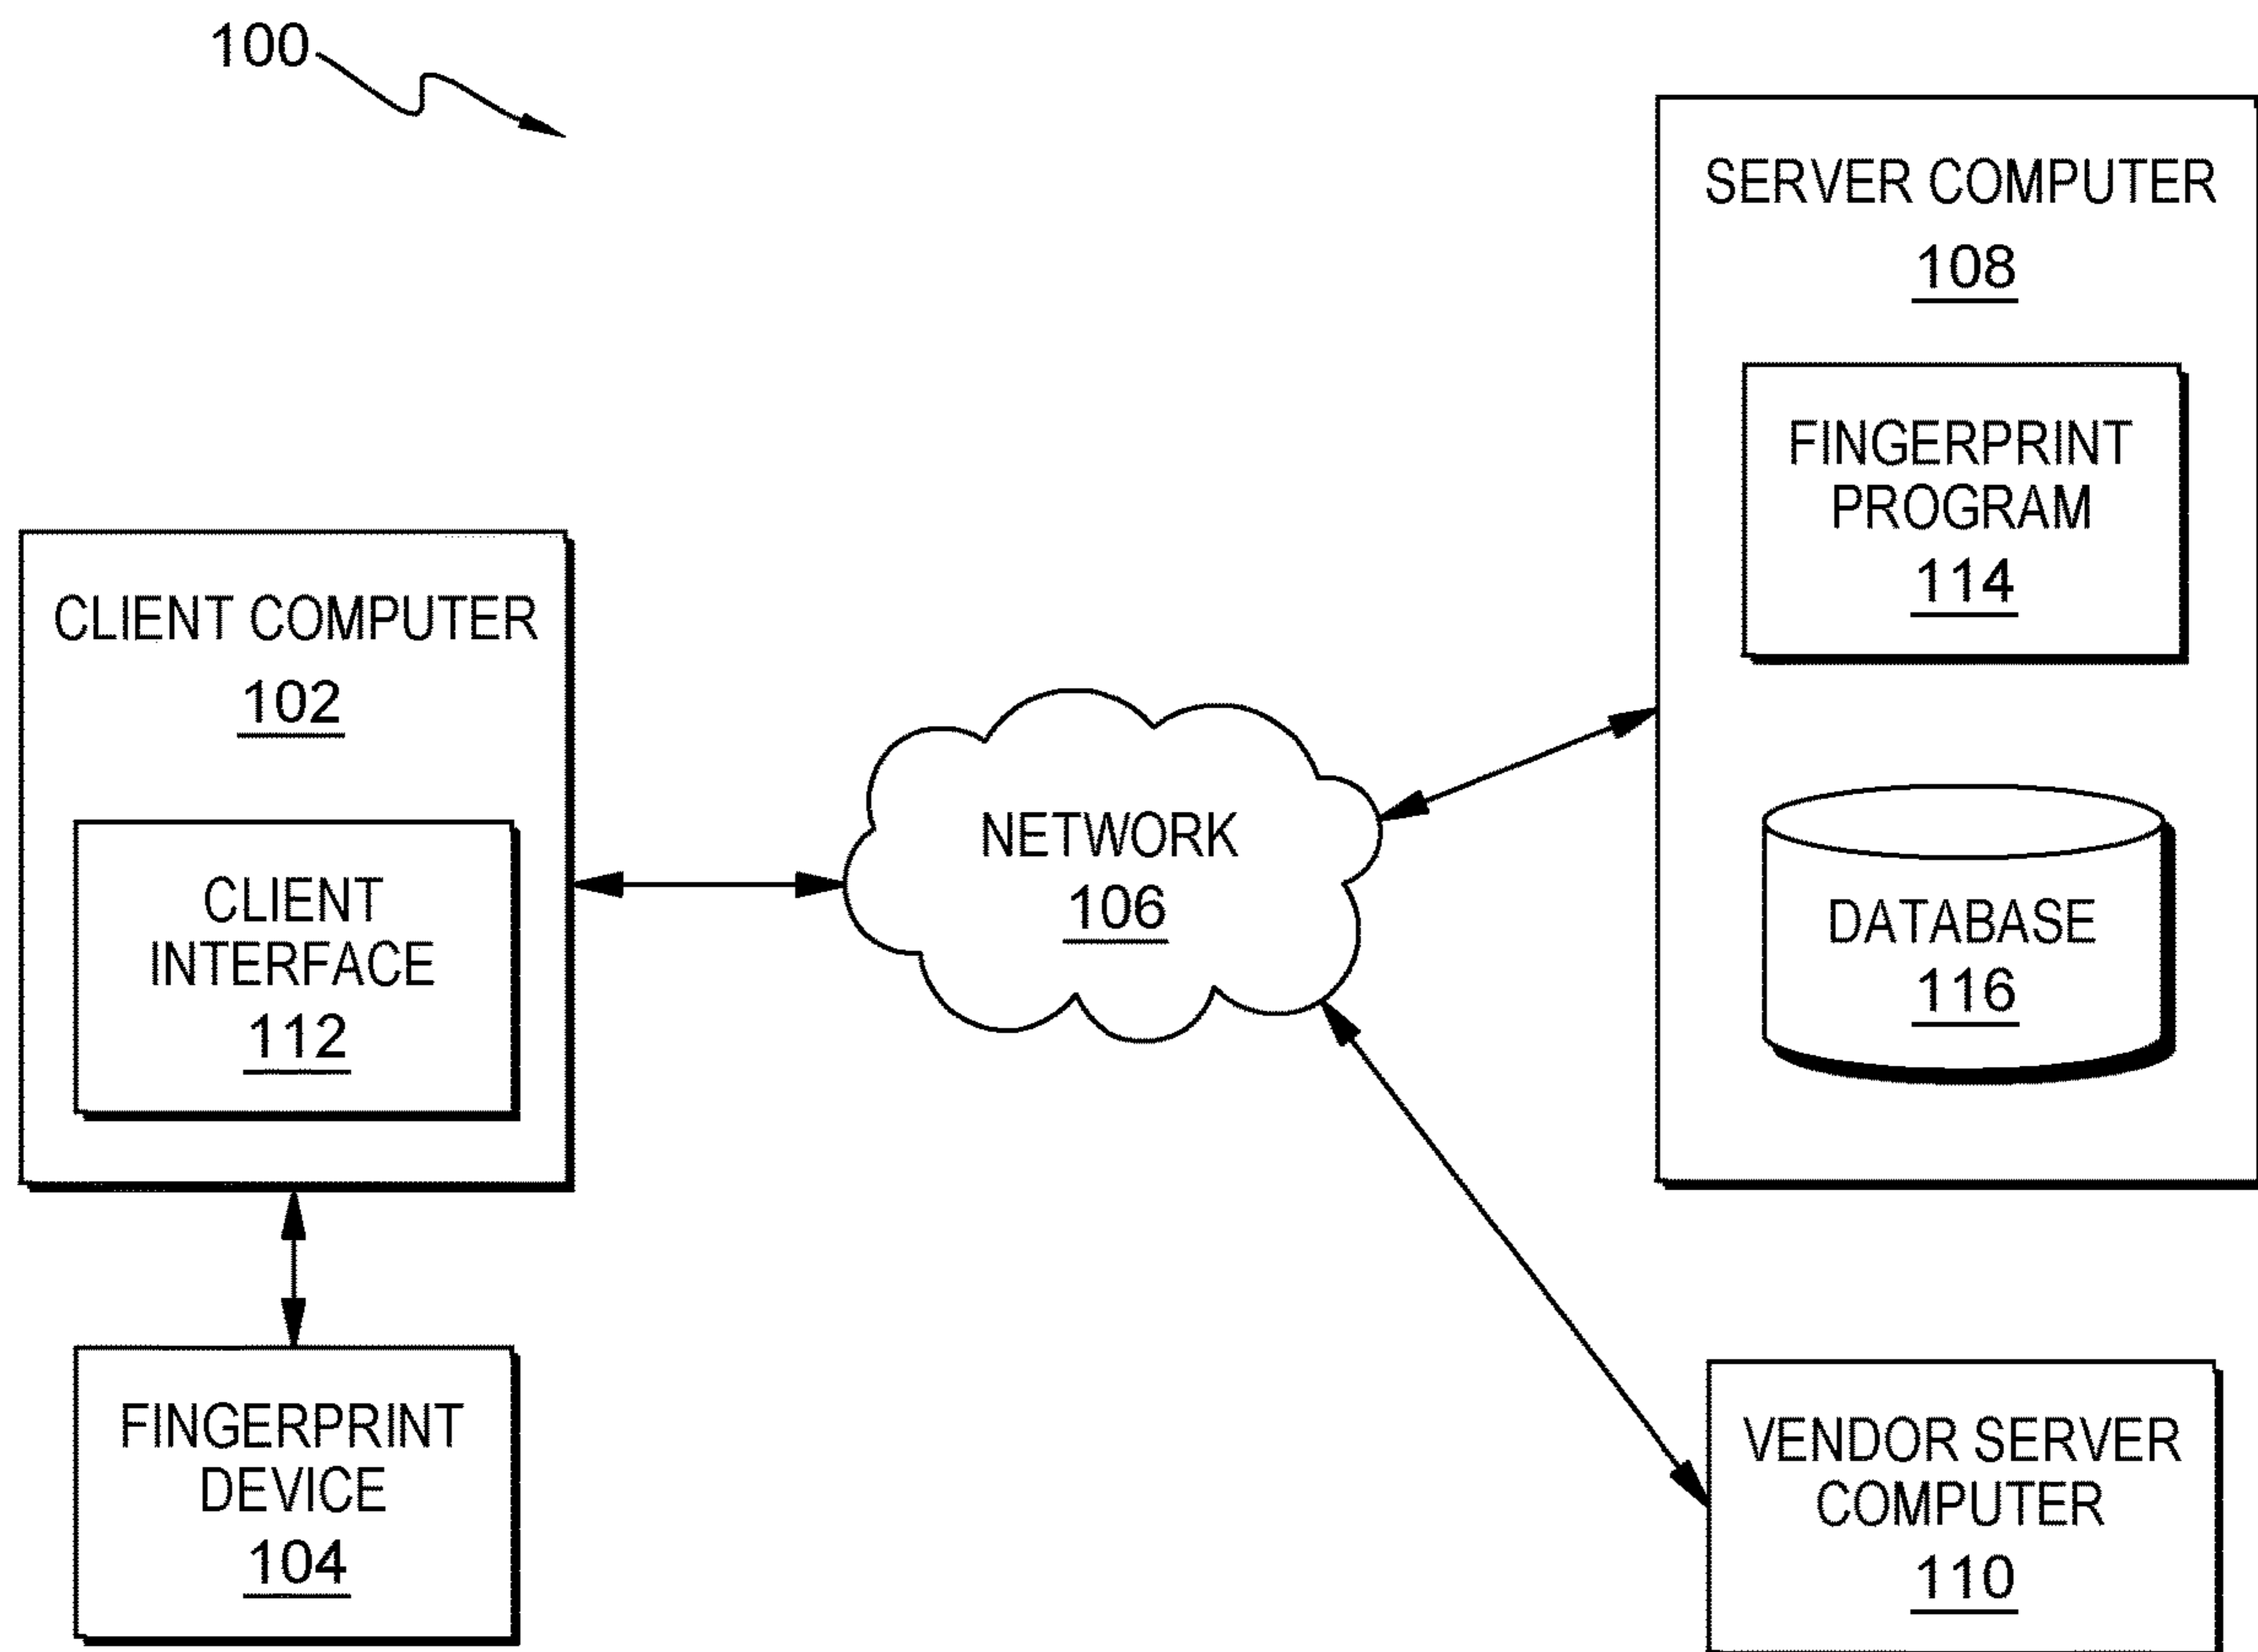 100
SERVER COMPUTER
108
FINGERPRINT
PROGRAM
114
DATABASE
116
CLIENT COMPUTER
102
CLIENT
INTERFACE
112
NETWORK
106
FINGERPRINT
DEVICE
104
VENDOR SERVER
COMPUTER
110